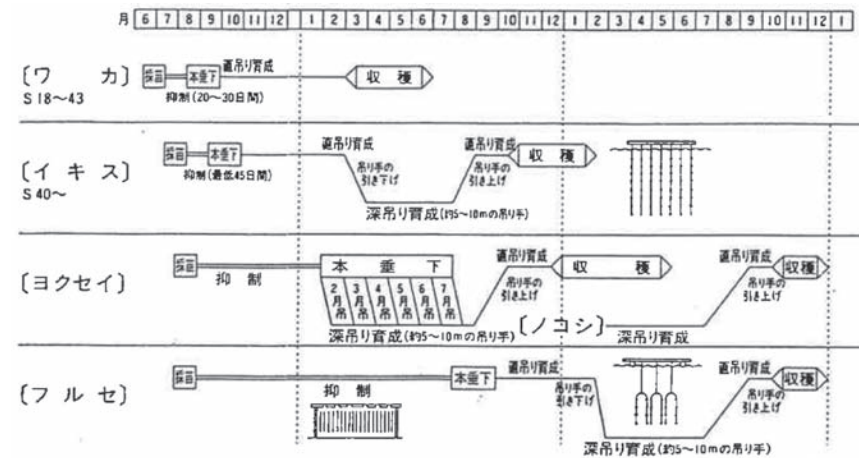 月 6 7 8 9 10 11 12 1 2 3 4 5 6 7 8 9 10 11 12 1 2 3 4 5 6 7 8 9 10 11 12 1
〔ワ カ〕
S18〜43
採苗
本垂下
直吊り育成
抑制(20〜30日間)
収穫
〔イキス〕
S40〜
採苗
本垂下
抑制(最低45日間)
直吊り育成
吊り手の
引き下げ
深吊り育成(約5〜10mの吊り手)
直吊り育成
吊り手の
引き上げ
収穫
〔ヨクセイ〕
採苗
抑制
本垂下
2月吊
3月吊
4月吊
5月吊
6月吊
7月吊
深吊り育成(約5〜10mの吊り手)
直吊り育成
吊り手の
引き上げ
収穫
〔ノコシ〕
深吊り育成
直吊り育成
吊り手の
引き上げ
収穫
〔フルセ〕
採苗
抑制
本垂下
直吊り育成
吊り手の
引き下げ
深吊り育成(約5〜10mの吊り手)
直吊り育成
吊り手の
引き上げ
収穫